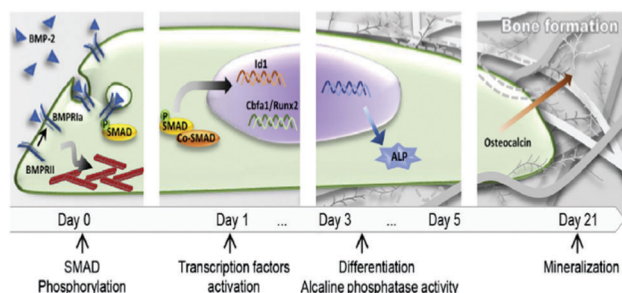 BMP-2
BMPRIa
BMPRII
P
SMAD
Id1
Cbfa1/Runx2
P
SMAD
Co-SMAD
ALP
Bone formation
Osteocalcin
Day 0
Day 1
...
Day 3
...
Day 5
Day 21
SMAD
Phosphorylation
Transcription factors
activation
Differentiation
Alcaline phosphatase activity
Mineralization